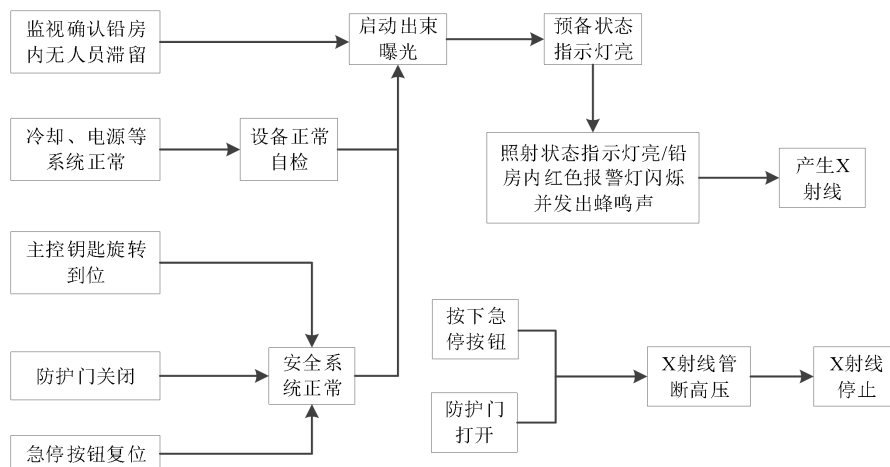 监视确认铅房
内无人员滞留
启动出束
曝光
预备状态
指示灯亮
冷却、电源等
系统正常
设备正常
自检
照射状态指示灯亮/铅
房内红色报警灯闪烁
并发出蜂鸣声
产生X
射线
主控钥匙旋转
到位
防护门关闭
急停按钮复位
安全系
统正常
按下急
停按钮
防护门
打开
X射线管
断高压
X射线
停止